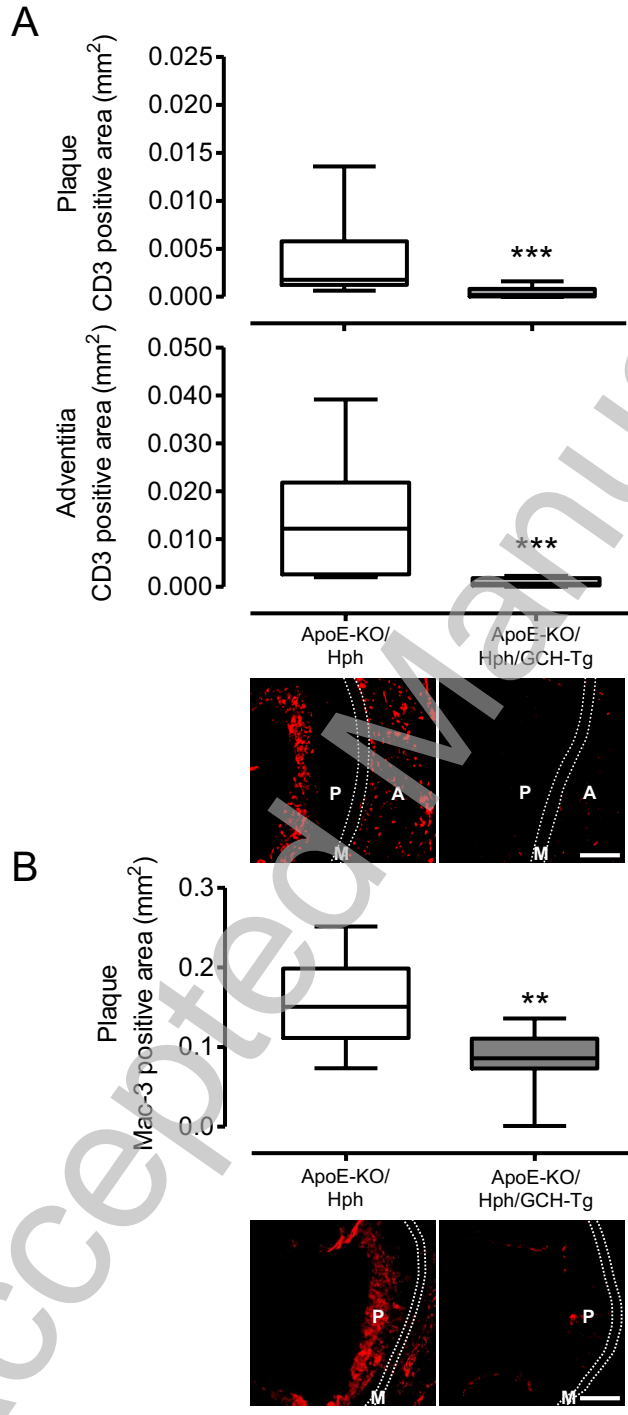 A
Plaque
CD3 positive area (mm²)
0.025
0.020
0.015
0.010
0.005
0.000
***
Adventitia
CD3 positive area (mm²)
0.050
0.040
0.030
0.020
0.010
0.000
***
ApoE-KO/
Hph
ApoE-KO/
Hph/GCH-Tg
P
A
M
P
A
M
B
Plaque
Mac-3 positive area (mm²)
0.3
0.2
0.1
0.0
**
ApoE-KO/
Hph
ApoE-KO/
Hph/GCH-Tg
P
M
P
M